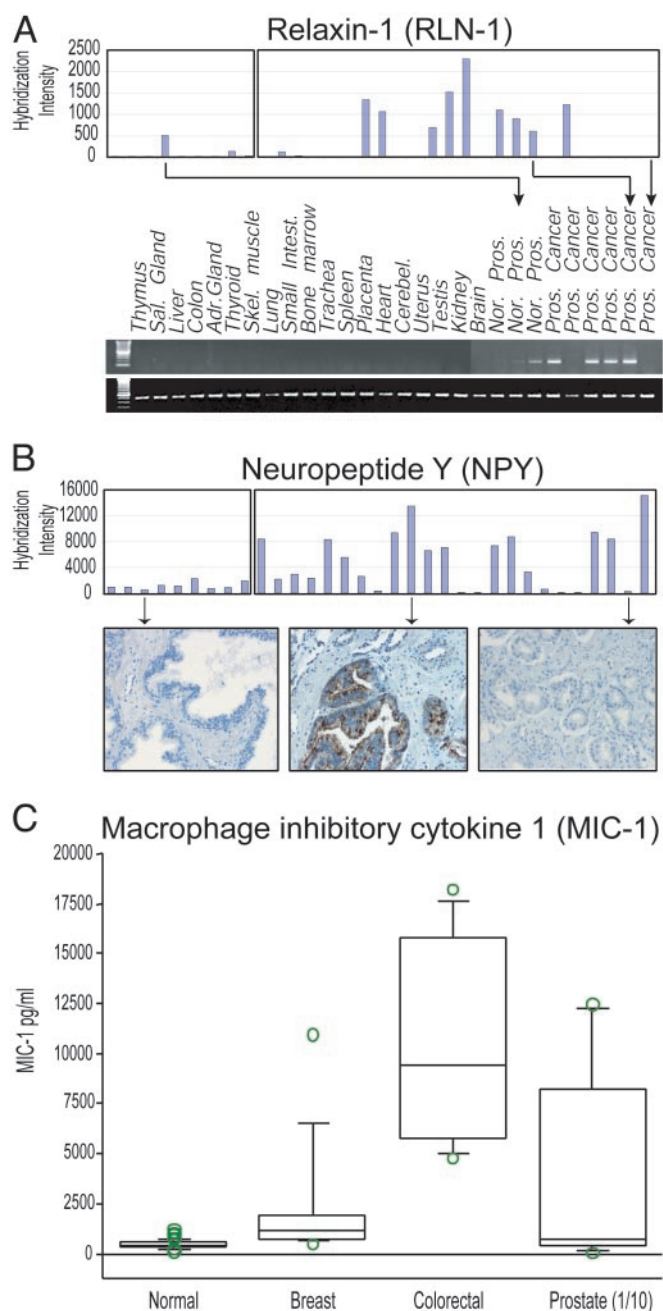 A
Relaxin-1 (RLN-1)
Hybridization
Intensity
2500
2000
1500
1000
500
0
Thymus
Sal. Gland
Liver
Colon
Adr.Gland
Thyroid
Skel. muscle
Lung
Small Intest.
Bone marrow
Trachea
Spleen
Placenta
Heart
Cerebel.
Uterus
Testis
Kidney
Brain
Nor. Pros.
Nor. Pros.
Nor. Pros.
Pros. Cancer
Pros. Cancer
Pros. Cancer
Pros. Cancer
Pros. Cancer
Pros. Cancer
B
Neuropeptide Y (NPY)
Hybridization
Intensity
16000
12000
8000
4000
0
C
Macrophage inhibitory cytokine 1 (MIC-1)
MIC-1 pg/ml
20000
17500
12500
10000
7500
5000
2500
0
Normal
Breast
Colorectal
Prostate (1/10)